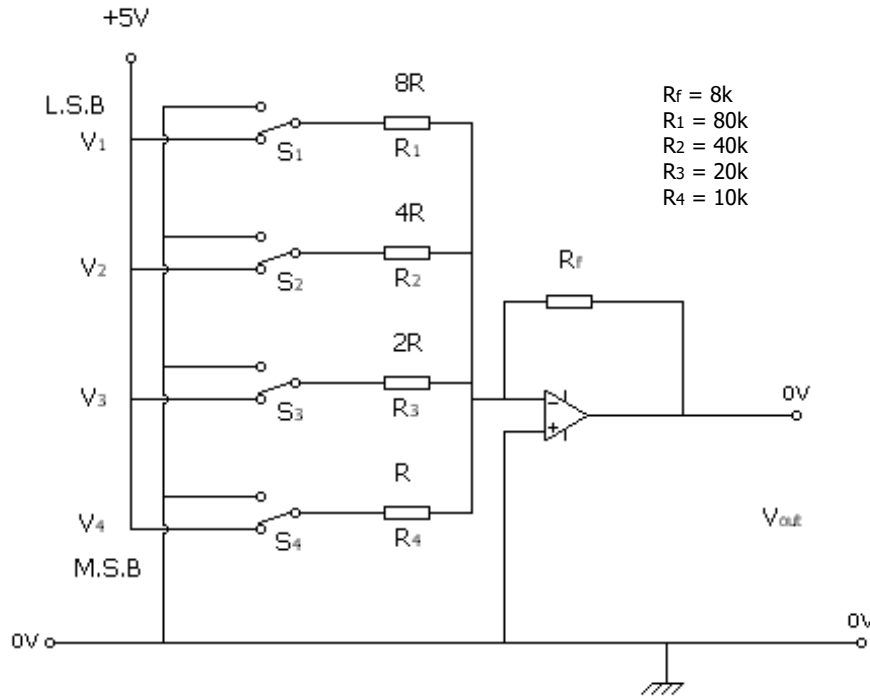 +5V
8R
L.S.B
V1
S1
R1
Rf = 8k
R1 = 80k
R2 = 40k
R3 = 20k
R4 = 10k
4R
V2
S2
R2
Rf
2R
V3
S3
R3
0V
- 
+
R
V4
S4
R4
Vout
M.S.B
0V
0V